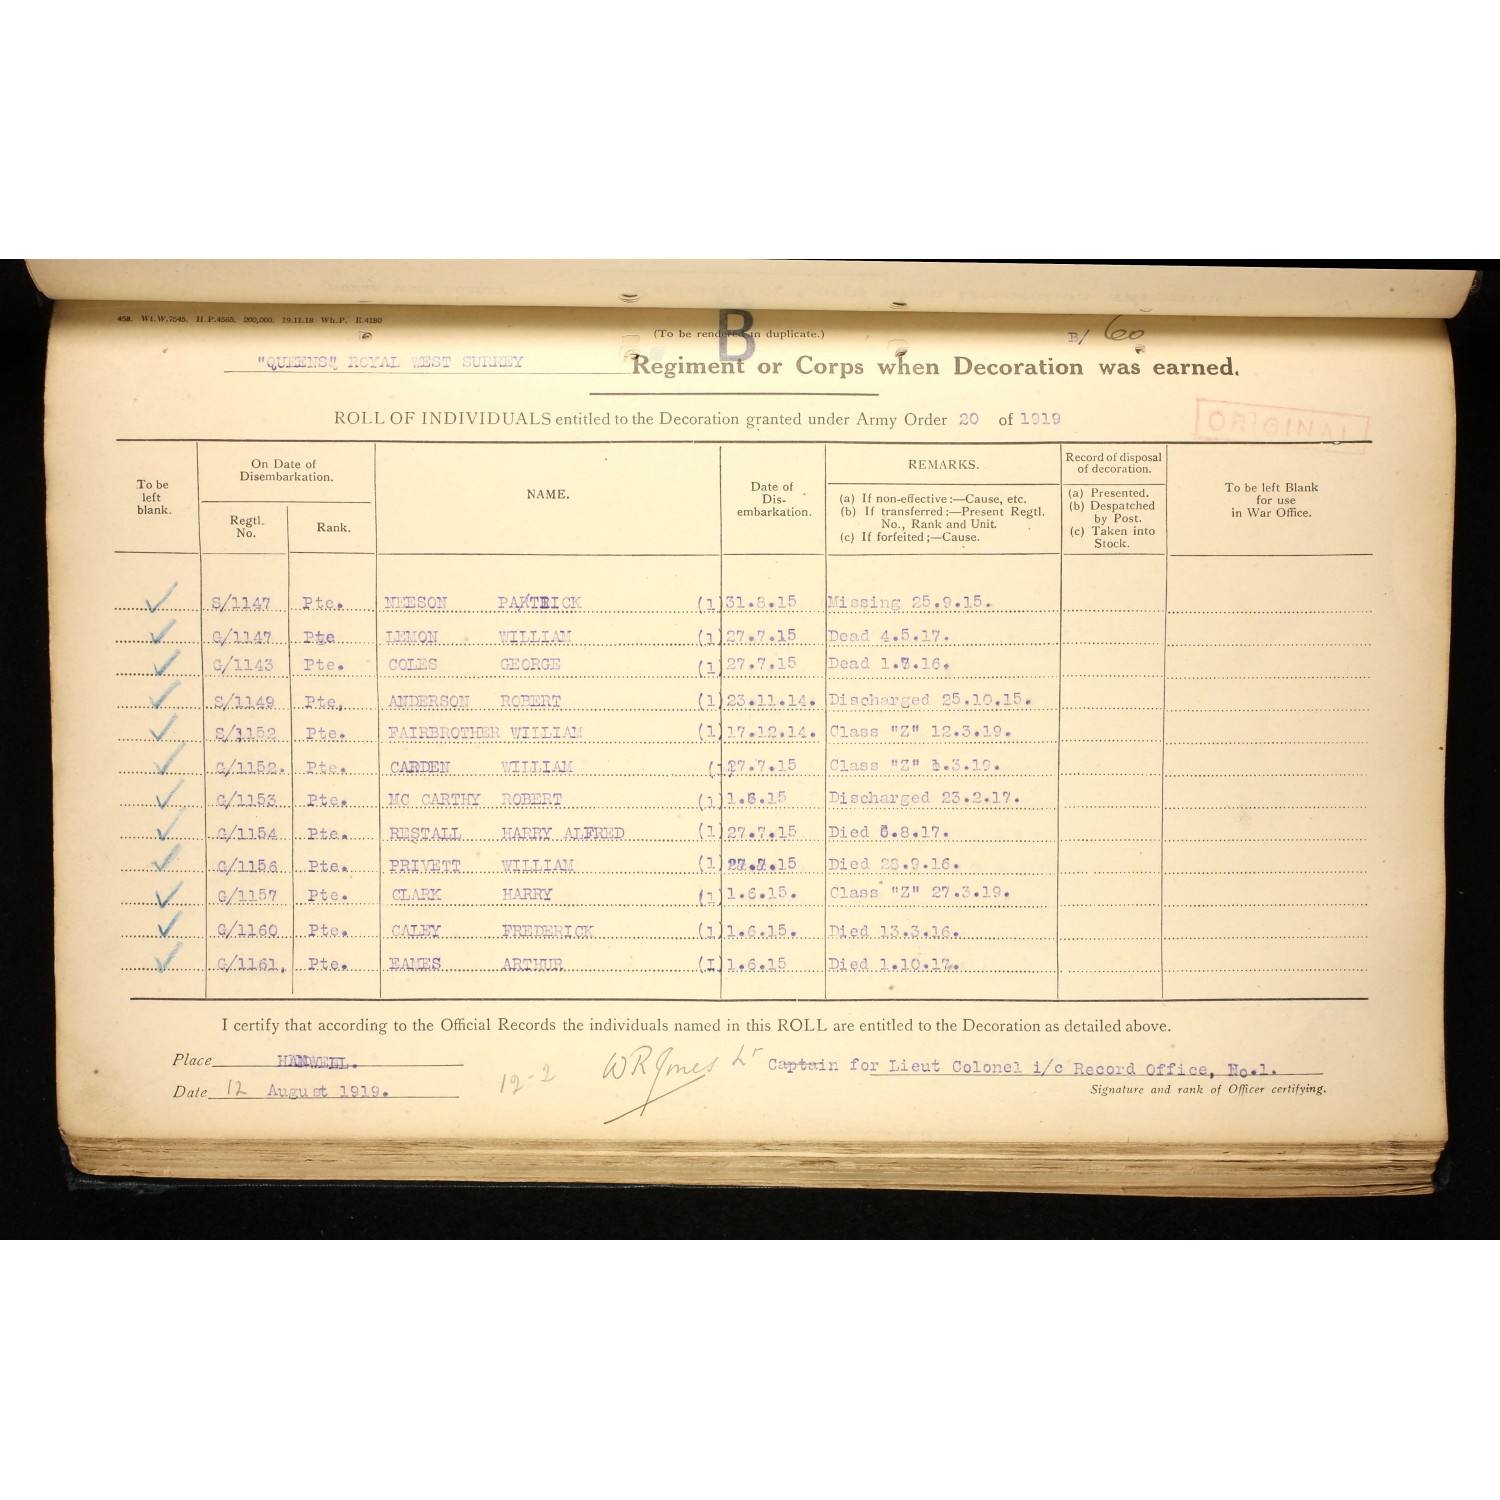 458. Wt.W.7545. H.P.4565. 200,000. 19.11.18 Wh.P. E.4180
B
(To be rendered in duplicate.)
B/ 60
"QUEENS" ROYAL WEST SURREY Regiment or Corps when Decoration was earned.
ROLL OF INDIVIDUALS entitled to the Decoration granted under Army Order 20 of 1919
ORIGINAL
To be left blank.
On Date of Disembarkation.
Regtl. No.
Rank.
NAME.
Date of Dis-embarkation.
REMARKS.
(a) If non-effective:—Cause, etc.
(b) If transferred:—Present Regtl. No., Rank and Unit.
(c) If forfeited;—Cause.
Record of disposal of decoration.
(a) Presented.
(b) Despatched by Post.
(c) Taken into Stock.
To be left Blank for use in War Office.
S/1147 Pte. NEESON PATRICK (1) 31.8.15 Missing 25.9.15.
G/1147 Pte LEMON WILLIAM (1) 27.7.15 Dead 4.5.17.
G/1143 Pte. COLES GEORGE (1) 27.7.15 Dead 1.7.16.
S/1149 Pte. ANDERSON ROBERT (1) 23.11.14. Discharged 25.10.15.
S/1152 Pte. FAIRBROTHER WILLIAM (1) 17.12.14. Class "Z" 12.3.19.
G/1152. Pte. CARDEN WILLIAM (1) 27.7.15 Class "Z" 1.3.19.
G/1153 Pte. MC CARTHY ROBERT (1) 1.6.15 Discharged 23.2.17.
G/1154 Pte. RESTALL HARRY ALFRED (1) 27.7.15 Died 6.8.17.
G/1156 Pte. PRIVETT WILLIAM (1) 27.7.15 Died 28.9.16.
G/1157 Pte. CLARK HARRY (1) 1.6.15. Class "Z" 27.3.19.
G/1160 Pte. CALEY FREDERICK (1) 1.6.15. Died 13.3.16.
G/1161. Pte. EAMES ARTHUR (I) 1.6.15 Died 1.10.17.
I certify that according to the Official Records the individuals named in this ROLL are entitled to the Decoration as detailed above.
Place HANWELL.
WRJones Lr Captain for Lieut Colonel i/c Record Office, No.1.
Date 12 August 1919.
12-2
Signature and rank of Officer certifying.